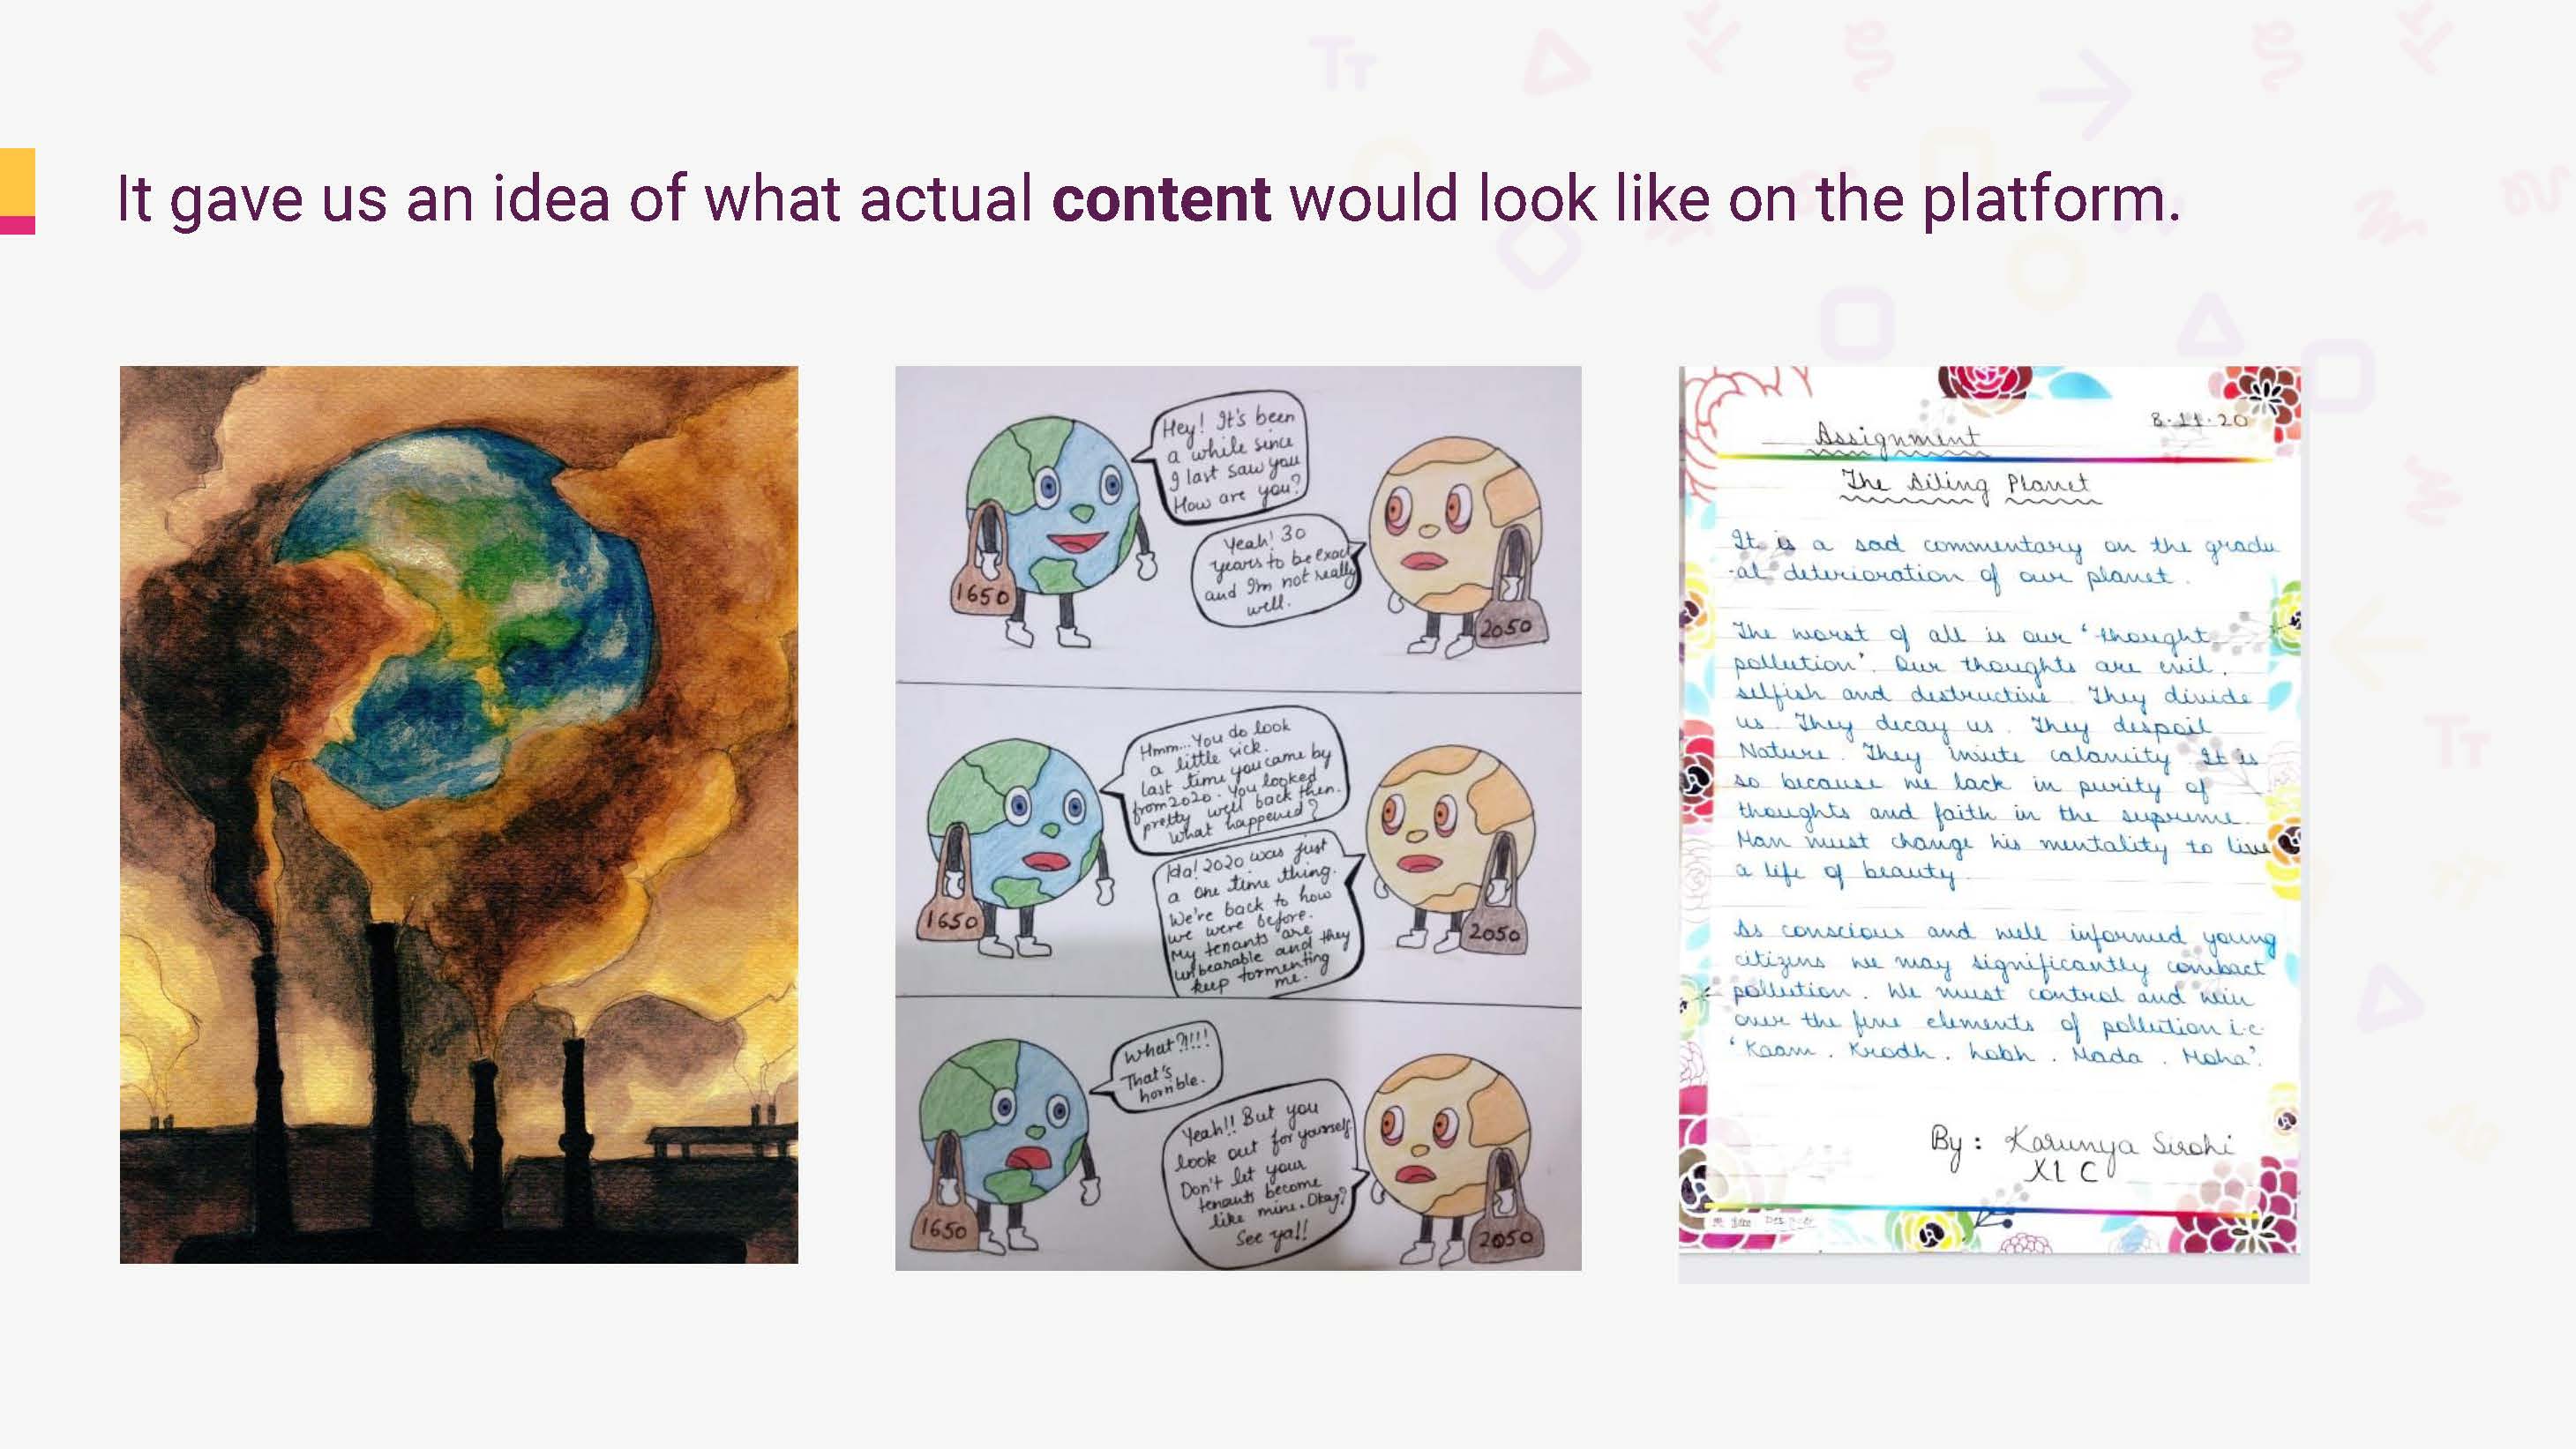 It gave us an idea of what actual content would look like on the platform.
Hey! It's been
a while since
I last saw you
How are you?
Yeah! 30
years to be exact
and I'm not really
well.
1650
2050
Hmm...You do look
a little sick.
last time you came by
from 2020. You looked
pretty well back then.
What happened?
Ida! 2020 was just
a one time thing.
We're back to how
we were before.
My tenants are
unbearable and they
keep tormenting
me.
1650
2050
What?!!!
That's
horrible.
Yeah!! But you
look out for yourself.
Don't let your
tenants become
like mine. Okay?
See ya!!
1650
2050
8.11.20
Assignment
The Ailing Planet
It is a sad commentary on the gradu
-al deterioration of our planet.
The worst of all is our 'thought
pollution'. Our thoughts are evil,
selfish and destructive. They divide
us. They decay us. They despoil
Nature. They invite calamity. It is
so because we lack in purity of
thoughts and faith in the supreme.
Man must change his mentality to live
a life of beauty.
As conscious and well informed young
citizens we may significantly combact
pollution. We must control and win
over the five elements of pollution i.e.
'Kaam, Krodh, Lobh, Mada, Moha'.
By: Karunya Sirohi
XI C